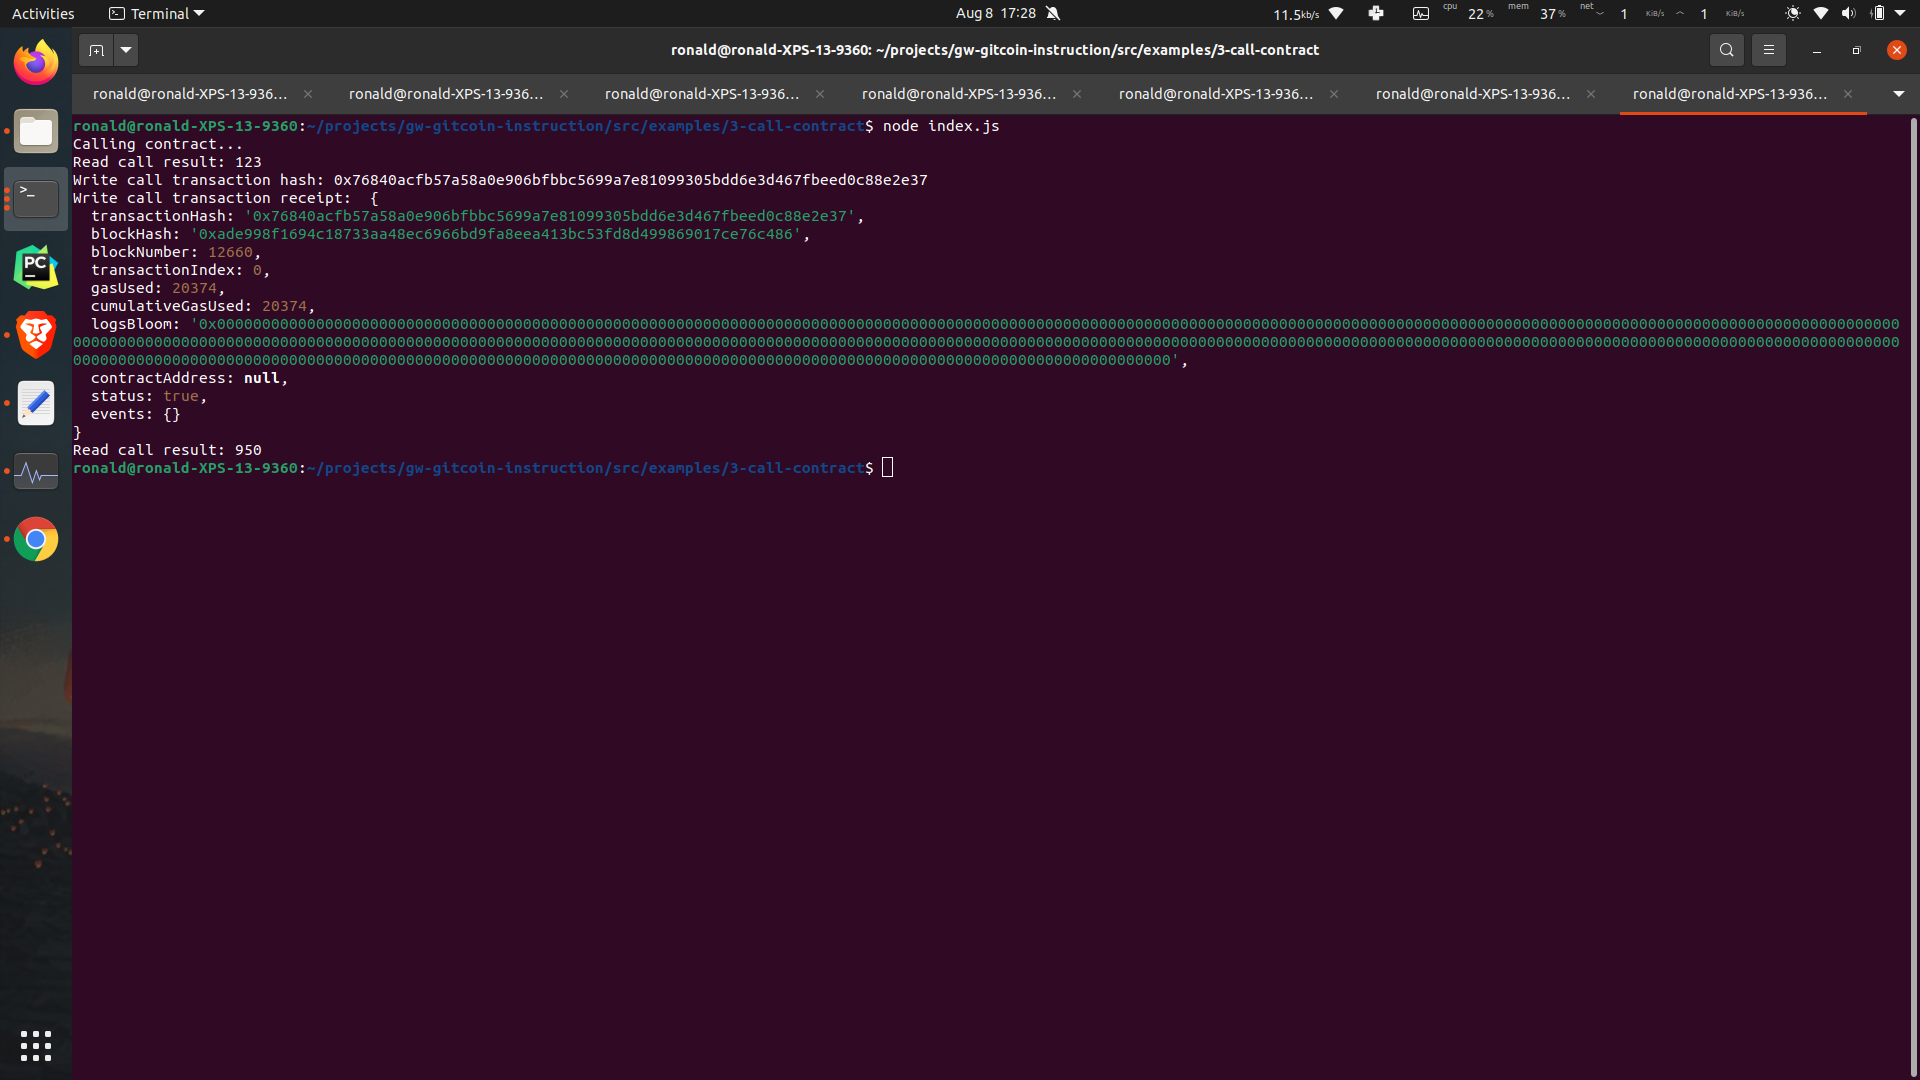 Activities Terminal Aug 8 17:28 11.5kb/s cpu 22 % mem 37 % net 1 KiB/s 1 KiB/s
ronald@ronald-XPS-13-9360: ~/projects/gw-gitcoin-instruction/src/examples/3-call-contract
ronald@ronald-XPS-13-936... ronald@ronald-XPS-13-936... ronald@ronald-XPS-13-936... ronald@ronald-XPS-13-936... ronald@ronald-XPS-13-936... ronald@ronald-XPS-13-936... ronald@ronald-XPS-13-936...
ronald@ronald-XPS-13-9360:~/projects/gw-gitcoin-instruction/src/examples/3-call-contract$ node index.js
Calling contract...
Read call result: 123
Write call transaction hash: 0x76840acfb57a58a0e906bfbbc5699a7e81099305bdd6e3d467fbeed0c88e2e37
Write call transaction receipt:  {
  transactionHash: '0x76840acfb57a58a0e906bfbbc5699a7e81099305bdd6e3d467fbeed0c88e2e37',
  blockHash: '0xade998f1694c18733aa48ec6966bd9fa8eea413bc53fd8d499869017ce76c486',
  blockNumber: 12660,
  transactionIndex: 0,
  gasUsed: 20374,
  cumulativeGasUsed: 20374,
  logsBloom:
  contractAddress: null,
  status: true,
  events: {}
}
Read call result: 950
ronald@ronald-XPS-13-9360:~/projects/gw-gitcoin-instruction/src/examples/3-call-contract$
PC